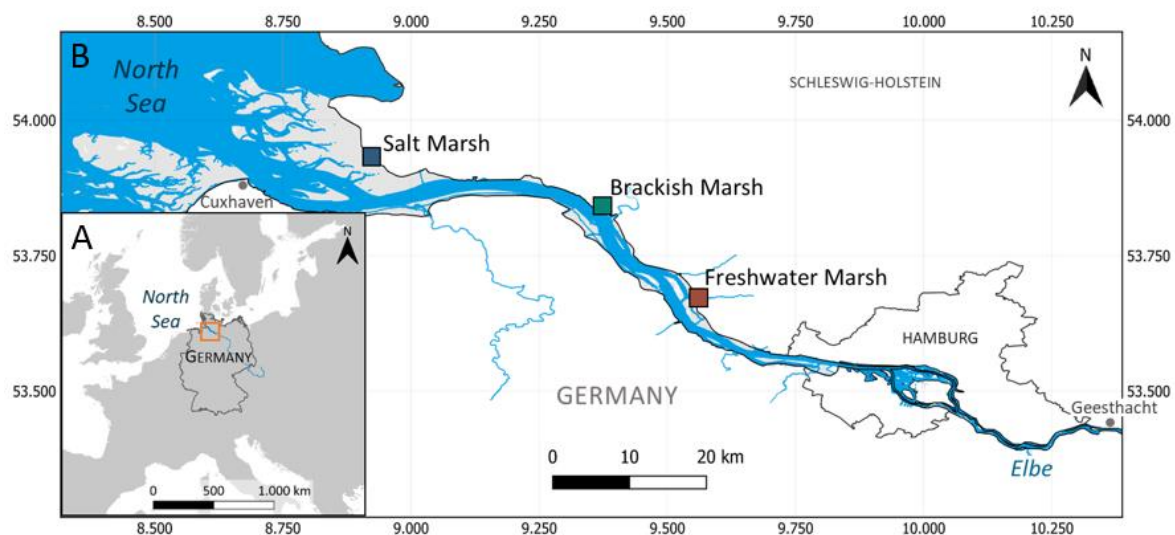 8.500 8.750 9.000 9.250 9.500 9.750 10.000 10.250
B
North
Sea
N
SCHLESWIG-HOLSTEIN
54.000 54.000
Salt Marsh
Brackish Marsh
Cuxhaven
A
N
53.750 53.750
Freshwater Marsh
North
Sea
GERMANY
HAMBURG
GERMANY
53.500 53.500
Geesthacht
0 10 20 km
Elbe
0 500 1.000 km
8.500 8.750 9.000 9.250 9.500 9.750 10.000 10.250